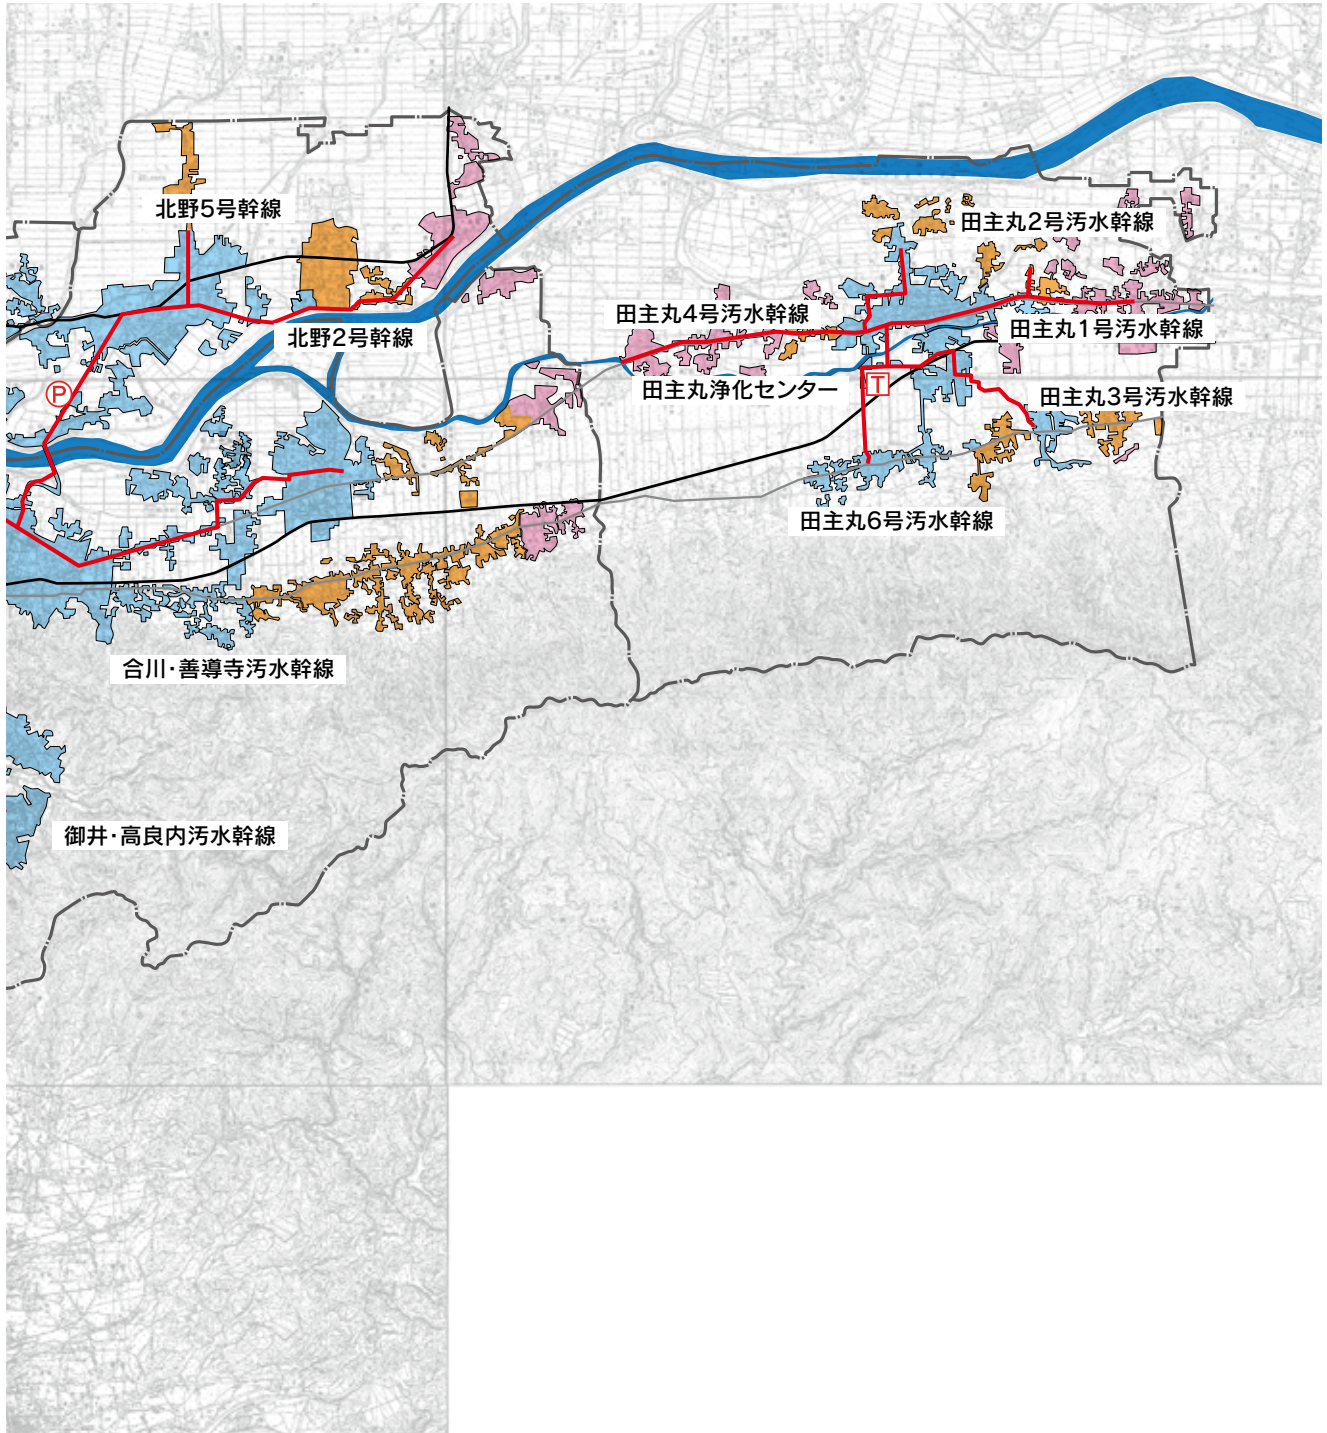 北野5号幹線
田主丸2号汚水幹線
田主丸4号汚水幹線
北野2号幹線
田主丸1号汚水幹線
田主丸浄化センター
T
P
田主丸3号汚水幹線
田主丸6号汚水幹線
合川・善導寺汚水幹線
御井・高良内汚水幹線